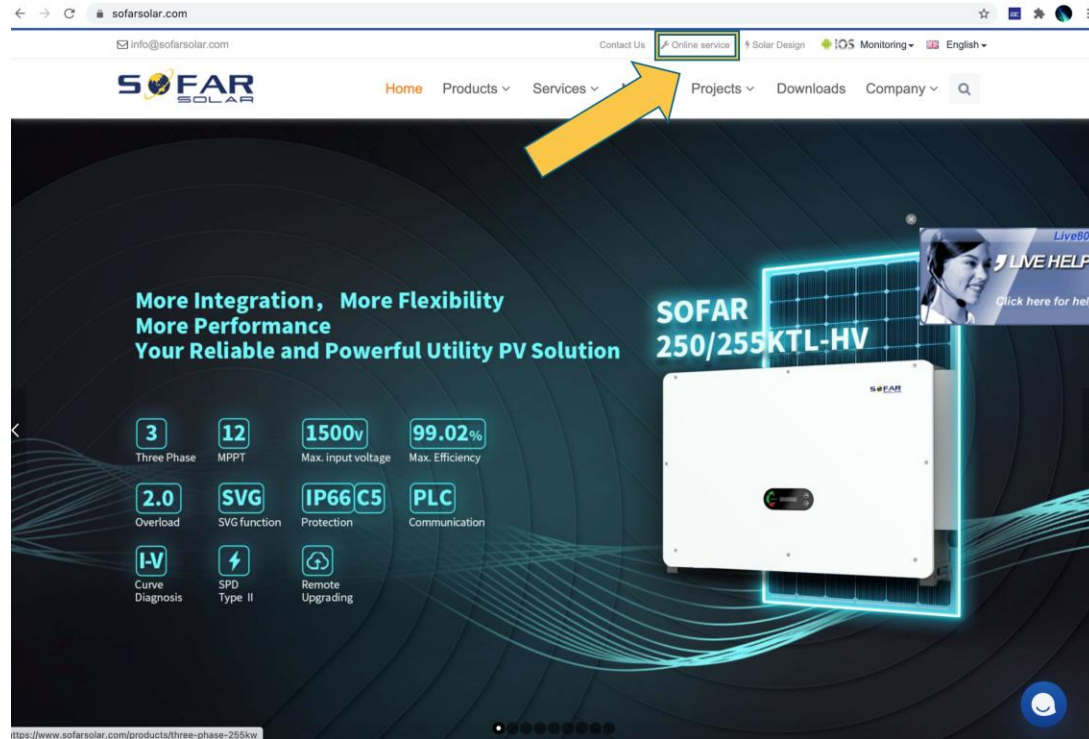 sofarsolar.com
info@sofarsolar.com
Contact Us
Online service
Solar Design
iOS Monitoring
English
SOFAR
SOLAR
Home
Products
Services
Projects
Downloads
Company
Live80
LIVE HELP
Click here for hel
More Integration, More Flexibility
More Performance
Your Reliable and Powerful Utility PV Solution
SOFAR
250/255KTL-HV
SOFAR
3
Three Phase
12
MPPT
1500v
Max. input voltage
99.02%
Max. Efficiency
2.0
Overload
SVG
SVG function
IP66 C5
Protection
PLC
Communication
I-V
Curve
Diagnosis
SPD
Type II
Remote
Upgrading
ttps://www.sofarsolar.com/products/three-phase-255kw